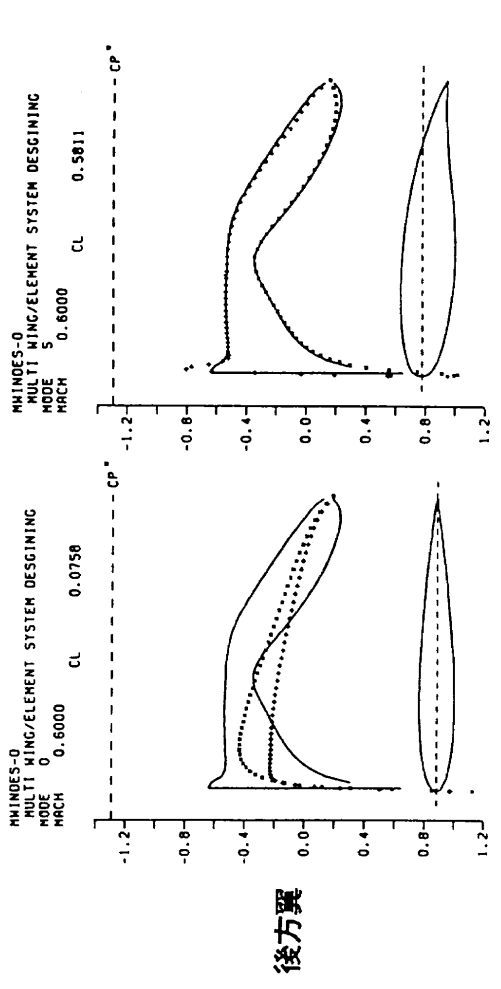 後方翼
MWINDES-O
MULTI WING/ELEMENT SYSTEM DESGINING
MODE 0
MACH 0.6000 CL 0.0758
CP*
-1.2
-0.8
-0.4
0.0
0.4
0.8
1.2
MWINDES-O
MULTI WING/ELEMENT SYSTEM DESGINING
MODE 5
MACH 0.6000 CL 0.5811
CP*
-1.2
-0.8
-0.4
0.0
0.4
0.8
1.2